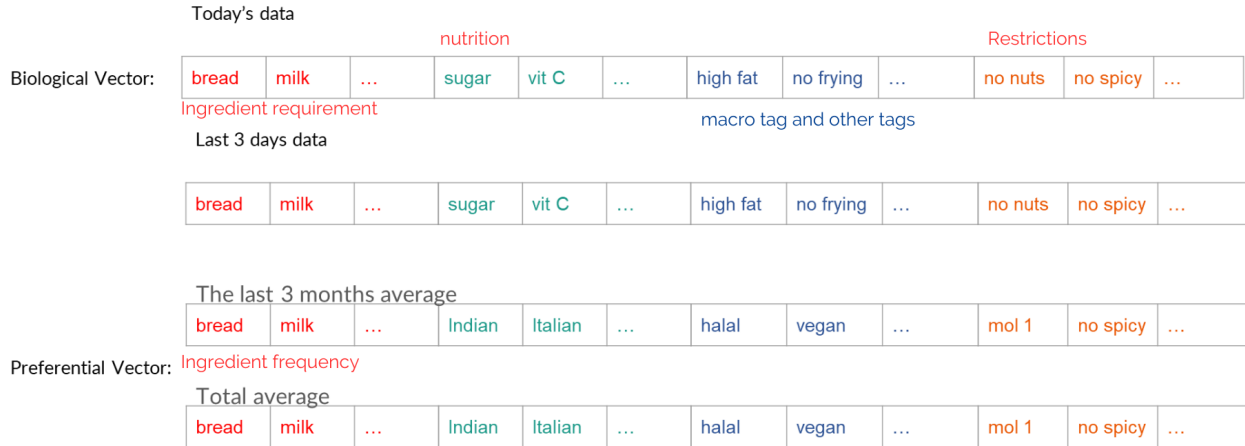 Today's data
nutrition Restrictions
Biological Vector: bread milk ... sugar vit C ... high fat no frying ... no nuts no spicy ...
Ingredient requirement macro tag and other tags
Last 3 days data
bread milk ... sugar vit C ... high fat no frying ... no nuts no spicy ...
The last 3 months average
bread milk ... Indian Italian ... halal vegan ... mol 1 no spicy ...
Preferential Vector: Ingredient frequency
Total average
bread milk ... Indian Italian ... halal vegan ... mol 1 no spicy ...